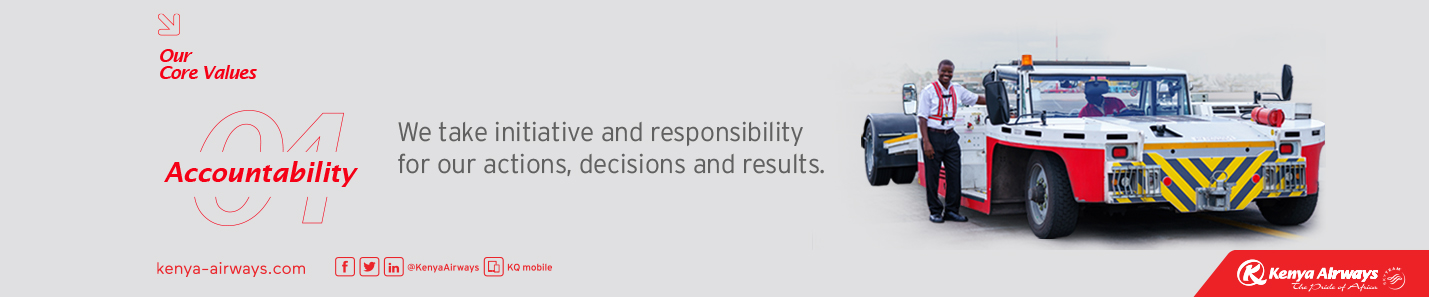 Our
Core Values
01
Accountability
We take initiative and responsibility
for our actions, decisions and results.
kenya-airways.com
@KenyaAirways
KQ mobile
Kenya Airways
The Pride of Africa
SKYTEAM